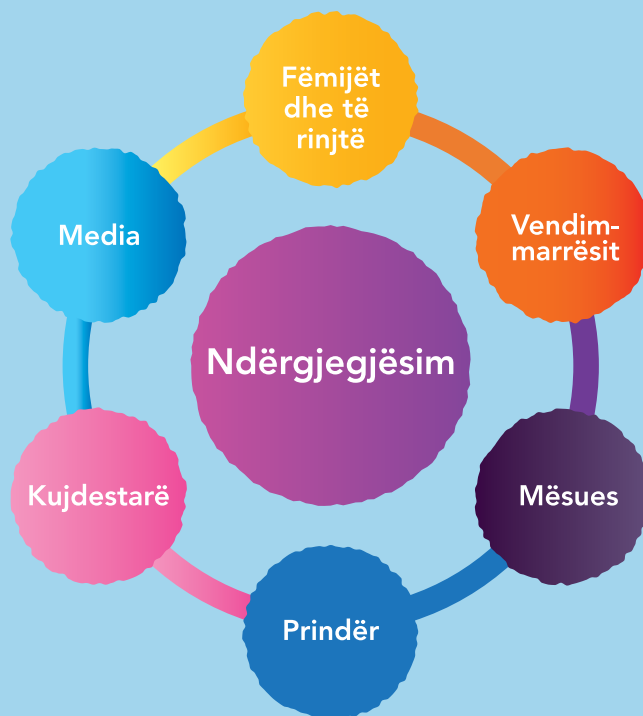 Fëmijët
dhe të
rinjtë
Vendim-
marrësit
Media
Ndërgjegjësim
Kujdestarë
Mësues
Prindër